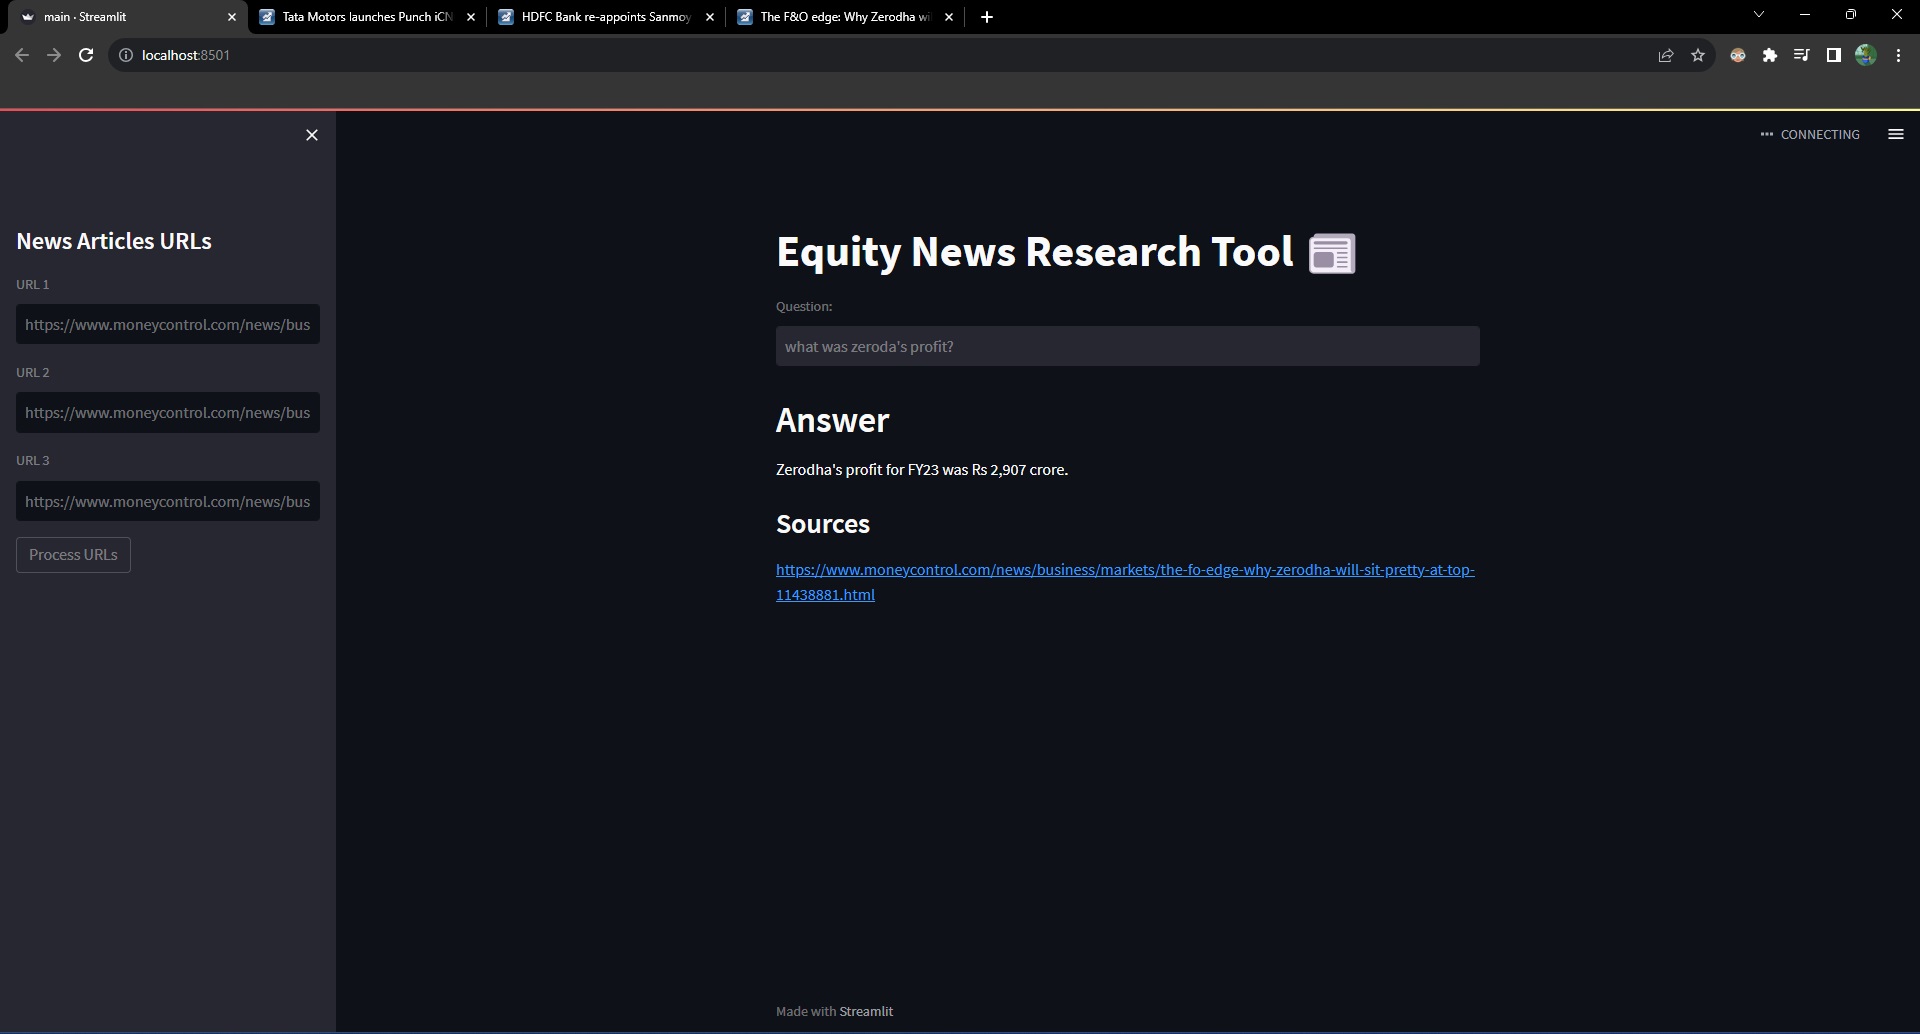 main · Streamlit
Tata Motors launches Punch iCN
HDFC Bank re-appoints Sanmoy
The F&O edge: Why Zerodha wi
localhost:8501
CONNECTING
News Articles URLs
URL 1
https://www.moneycontrol.com/news/bus
URL 2
https://www.moneycontrol.com/news/bus
URL 3
https://www.moneycontrol.com/news/bus
Process URLs
Equity News Research Tool
Question:
what was zeroda's profit?
Answer
Zerodha's profit for FY23 was Rs 2,907 crore.
Sources
https://www.moneycontrol.com/news/business/markets/the-fo-edge-why-zerodha-will-sit-pretty-at-top-
11438881.html
Made with Streamlit